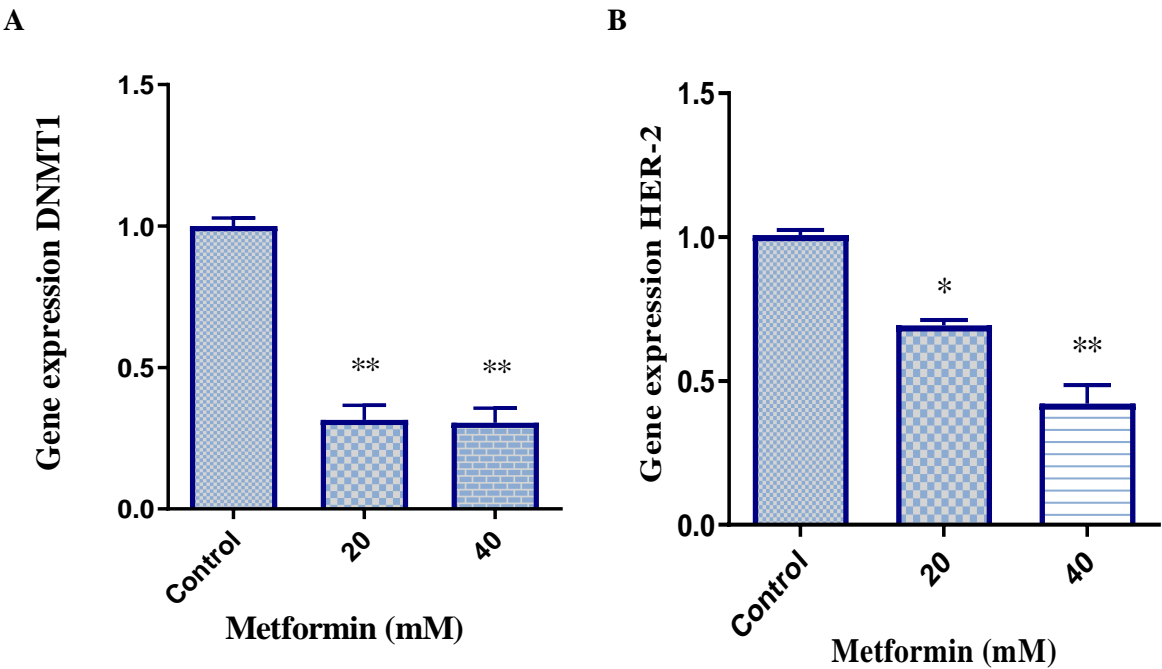 A
Gene expression DNMT1
1.5
1.0
0.5
0.0
**
**
Control
20
40
Metformin (mM)
B
Gene expression HER-2
1.5
1.0
0.5
0.0
*
**
Control
20
40
Metformin (mM)